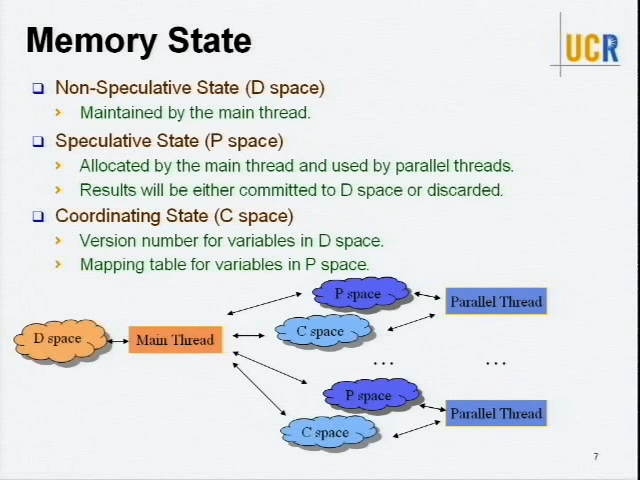 Memory State
UCR
Non-Speculative State (D space)
Maintained by the main thread.
Speculative State (P space)
Allocated by the main thread and used by parallel threads.
Results will be either committed to D space or discarded.
Coordinating State (C space)
Version number for variables in D space.
Mapping table for variables in P space.
P space
Parallel Thread
C space
D space
Main Thread
... ...
P space
Parallel Thread
C space
7